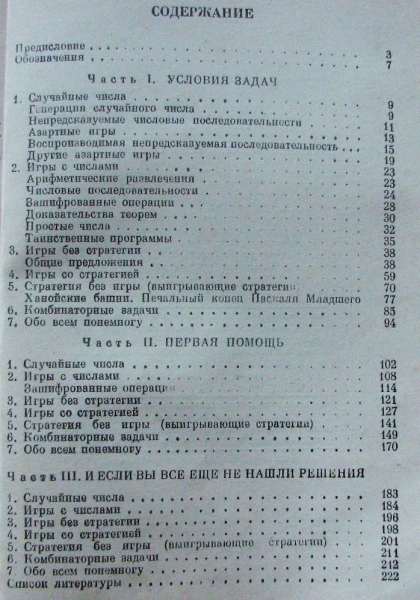 СОДЕРЖАНИЕ
Предисловие . . . 3
Обозначения . . . 7
Часть I. УСЛОВИЯ ЗАДАЧ
1. Случайные числа . . . 9
Генерация случайного числа . . . 9
Непредсказуемые числовые последовательности . . . 11
Азартные игры . . . 13
Воспроизводимая непредсказуемая последовательность . . . 15
Другие азартные игры . . . 19
2. Игры с числами . . . 23
Арифметические развлечения . . . 23
Числовые последовательности . . . 24
Зашифрованные операции . . . 28
Доказательства теорем . . . 30
Простые числа . . . 32
Таинственные программы . . . 35
3. Игры без стратегии . . . 38
Общие предложения . . . 38
4. Игры со стратегией . . . 59
5. Стратегия без игры (выигрывающие стратегии) . . . 70
Ханойские башни. Печальный конец Паскаля Младшего 77
6. Комбинаторные задачи . . . 83
7. Обо всем понемногу . . . 94
Часть II. ПЕРВАЯ ПОМОЩЬ
1. Случайные числа . . . 102
2. Игры с числами . . . 108
Зашифрованные операции . . . 114
3. Игры без стратегии . . . 121
4. Игры со стратегией . . . 127
5. Стратегия без игры (выигрывающие стратегии) . . . 141
6. Комбинаторные задачи . . . 149
7. Обо всем понемногу . . . 170
Часть III. И ЕСЛИ ВЫ ВСЕ ЕЩЕ НЕ НАШЛИ РЕШЕНИЯ
1. Случайные числа . . . 183
2. Игры с числами . . . 184
3. Игры без стратегии . . . 196
4. Игры со стратегией . . . 198
5. Стратегия без игры (выигрывающие стратегии) . . . 201
6. Комбинаторные задачи . . . 211
7. Обо всем понемногу . . . 212
Список литературы . . . 222